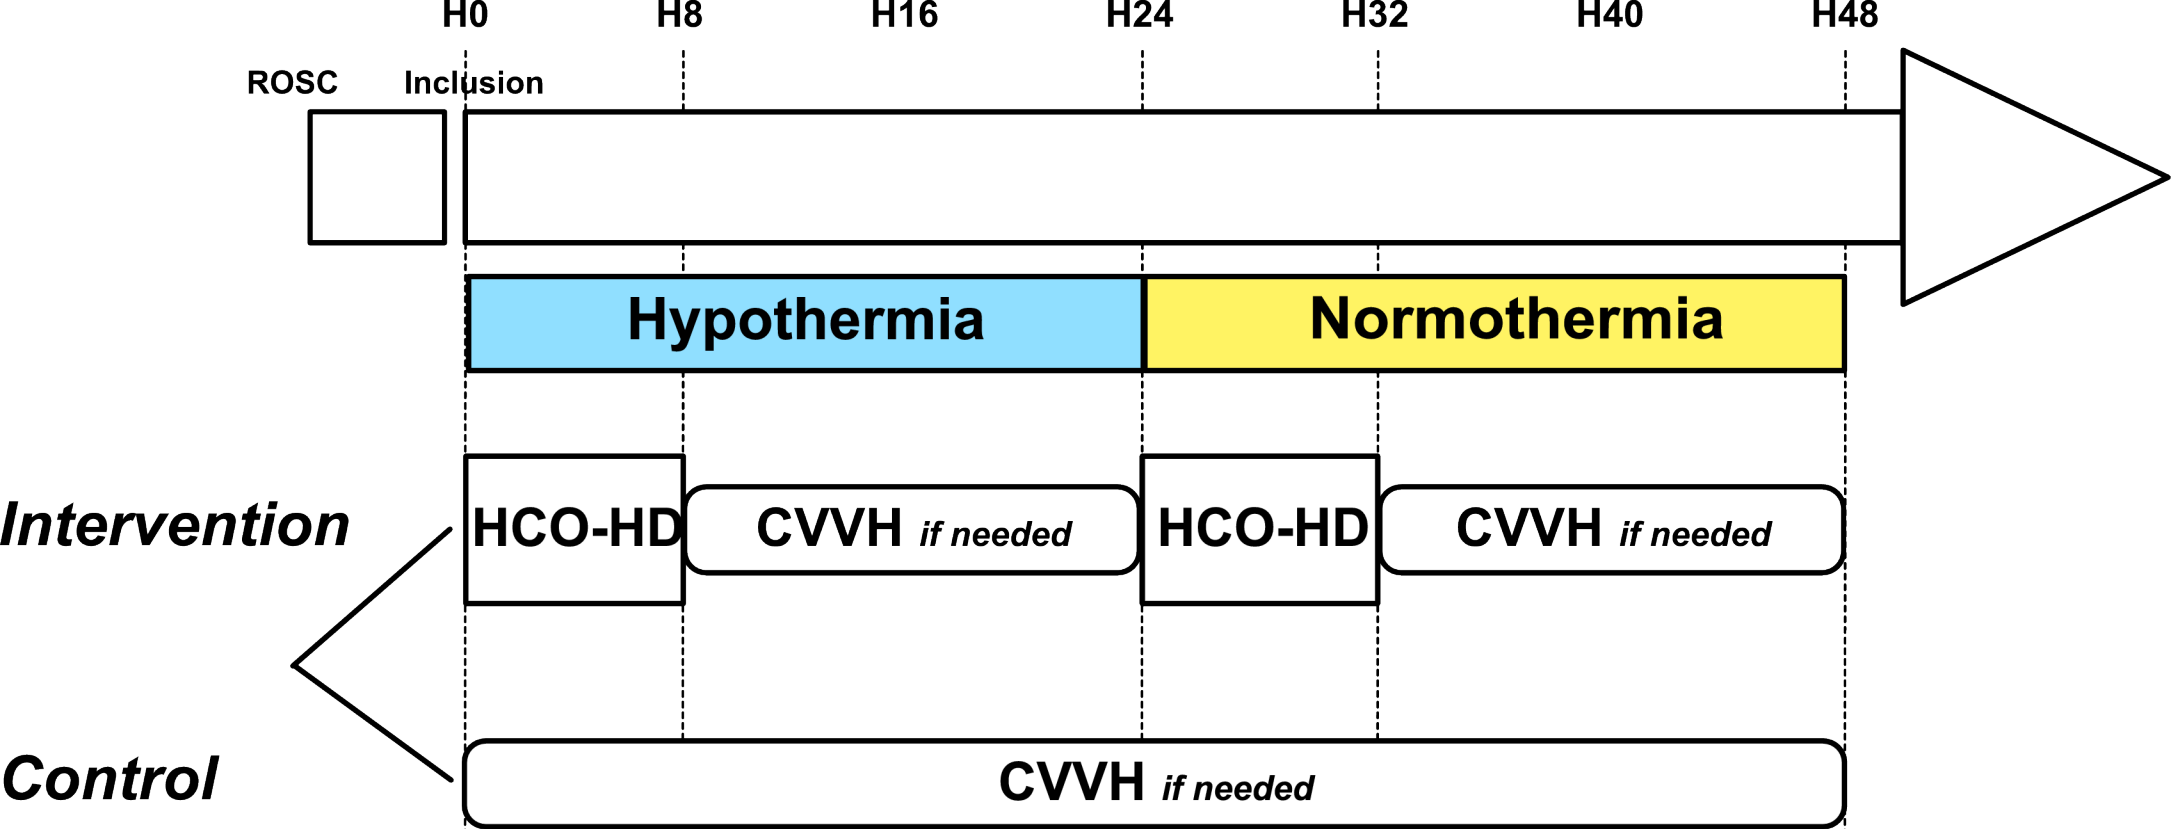 H0 H8 H16 H24 H32 H40 H48
ROSC Inclusion
Hypothermia Normothermia
Intervention HCO-HD CVVH if needed HCO-HD CVVH if needed
Control CVVH if needed